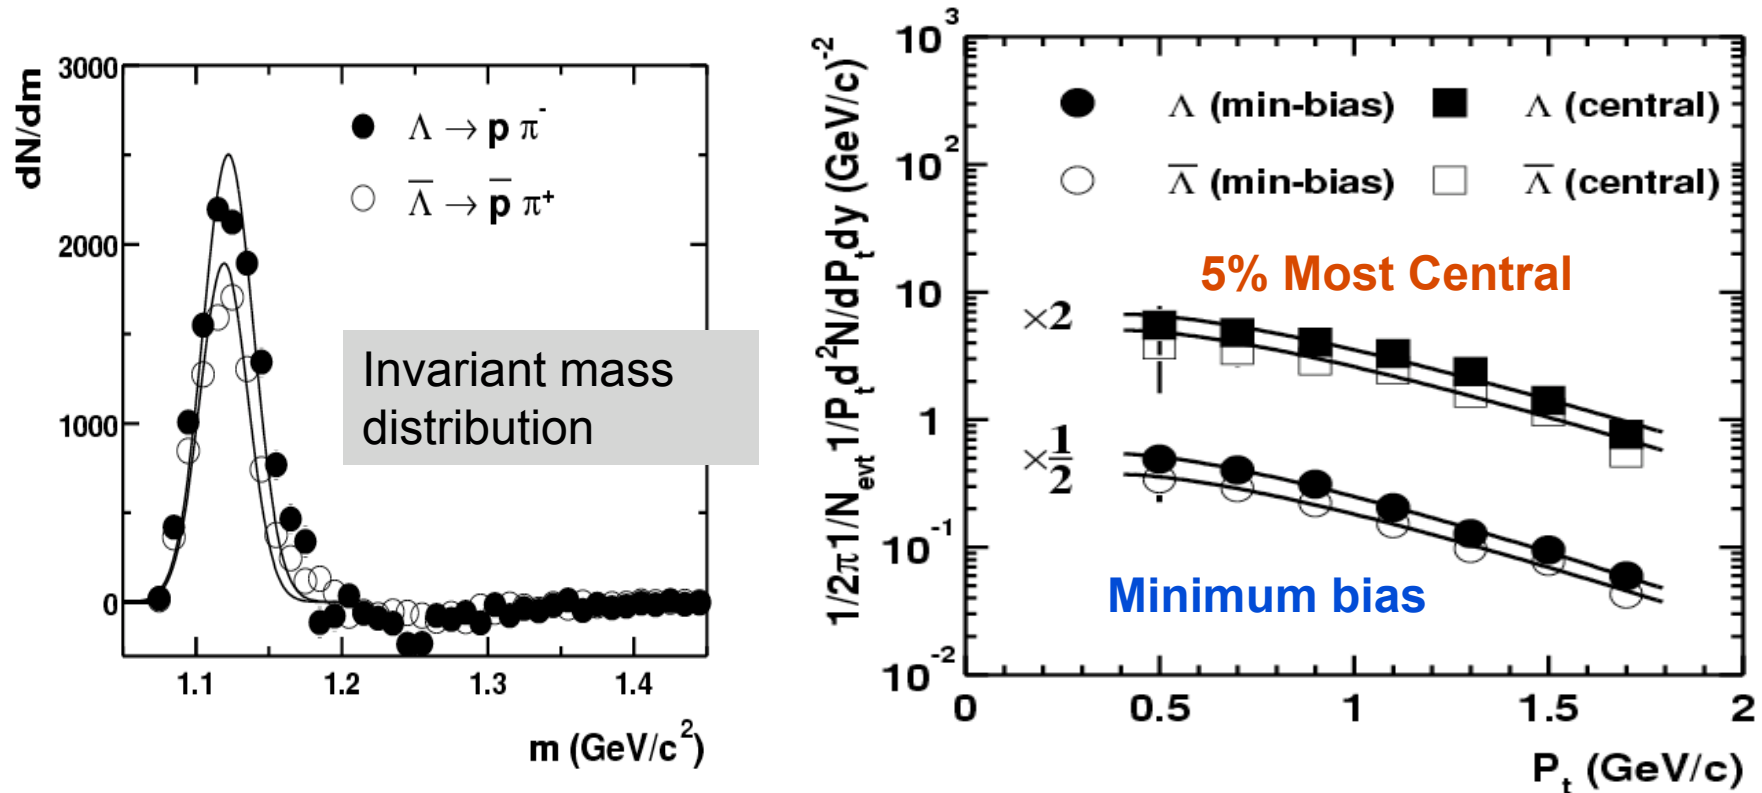 dN/dm
3000
2000
1000
0
Λ → p π⁻
Λ̅ → p̅ π⁺
Invariant mass
distribution
1.1 1.2 1.3 1.4
m (GeV/c²)
1/2π1/N_evt 1/P_t d²N/dP_t dy (GeV/c)⁻²
10³
10²
10
1
10⁻¹
10⁻²
Λ (min-bias) Λ (central)
Λ̅ (min-bias) Λ̅ (central)
5% Most Central
×2
×1/2
Minimum bias
0 0.5 1 1.5 2
P_t (GeV/c)